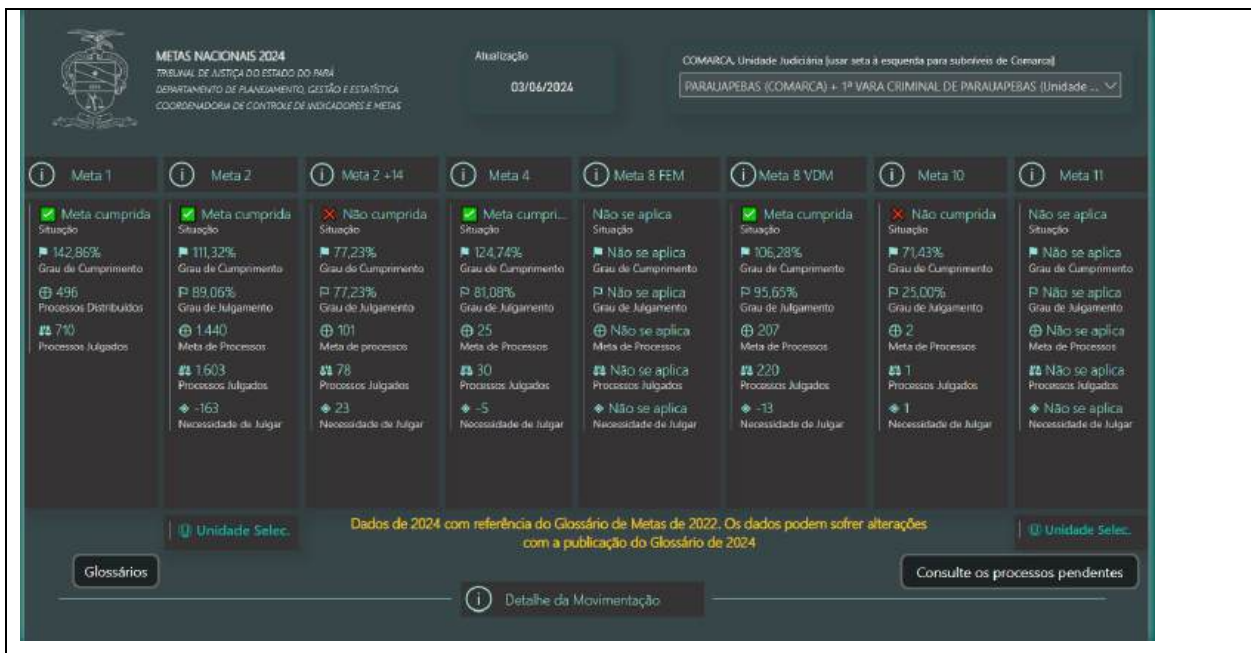 METAS NACIONAIS 2024
TRIBUNAL DE JUSTIÇA DO ESTADO DO PARÁ
DEPARTAMENTO DE PLANEJAMENTO, GESTÃO E ESTATÍSTICA
COORDENADORIA DE CONTROLE DE INDICADORES E METAS
Atualização
03/06/2024
COMARCA, Unidade Judiciária [usar seta à esquerda para subníveis de Comarca]
PARAUAPEBAS (COMARCA) + 1ª VARA CRIMINAL DE PARAUAPEBAS (Unidade ...
Meta 1
Meta cumprida
Situação
142,86%
Grau de Cumprimento
496
Processos Distribuídos
710
Processos Julgados
Meta 2
Meta cumprida
Situação
111,32%
Grau de Cumprimento
89,06%
Grau de Julgamento
1.440
Meta de Processos
1.603
Processos Julgados
-163
Necessidade de Julgar
Unidade Selec.
Meta 2 +14
Não cumprida
Situação
77,23%
Grau de Cumprimento
77,23%
Grau de Julgamento
101
Meta de processos
78
Processos Julgados
23
Necessidade de Julgar
Meta 4
Meta cumpri...
Situação
124,74%
Grau de Cumprimento
81,08%
Grau de Julgamento
25
Meta de Processos
30
Processos Julgados
-5
Necessidade de Julgar
Meta 8 FEM
Não se aplica
Situação
Não se aplica
Grau de Cumprimento
Não se aplica
Grau de Julgamento
Não se aplica
Meta de Processos
Não se aplica
Processos Julgados
Não se aplica
Necessidade de Julgar
Meta 8 VDM
Meta cumprida
Situação
106,28%
Grau de Cumprimento
95,65%
Grau de Julgamento
207
Meta de Processos
220
Processos Julgados
-13
Necessidade de Julgar
Meta 10
Não cumprida
Situação
71,43%
Grau de Cumprimento
25,00%
Grau de Julgamento
2
Meta de Processos
1
Processos Julgados
1
Necessidade de Julgar
Meta 11
Não se aplica
Situação
Não se aplica
Grau de Cumprimento
Não se aplica
Grau de Julgamento
Não se aplica
Meta de Processos
Não se aplica
Processos Julgados
Não se aplica
Necessidade de Julgar
Unidade Selec.
Dados de 2024 com referência do Glossário de Metas de 2022. Os dados podem sofrer alterações
com a publicação do Glossário de 2024
Glossários
Consulte os processos pendentes
Detalhe da Movimentação